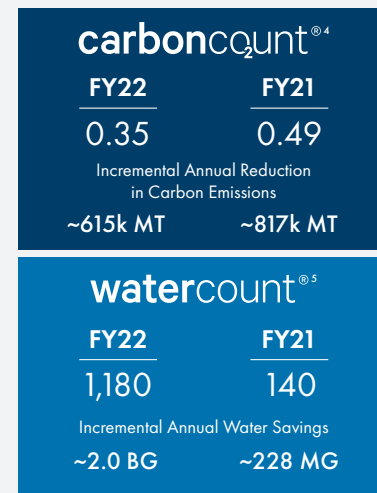 carbonco2unt®⁴
FY22 FY21
0.35 0.49
Incremental Annual Reduction
in Carbon Emissions
~615k MT ~817k MT
watercount®⁵
FY22 FY21
1,180 140
Incremental Annual Water Savings
~2.0 BG ~228 MG